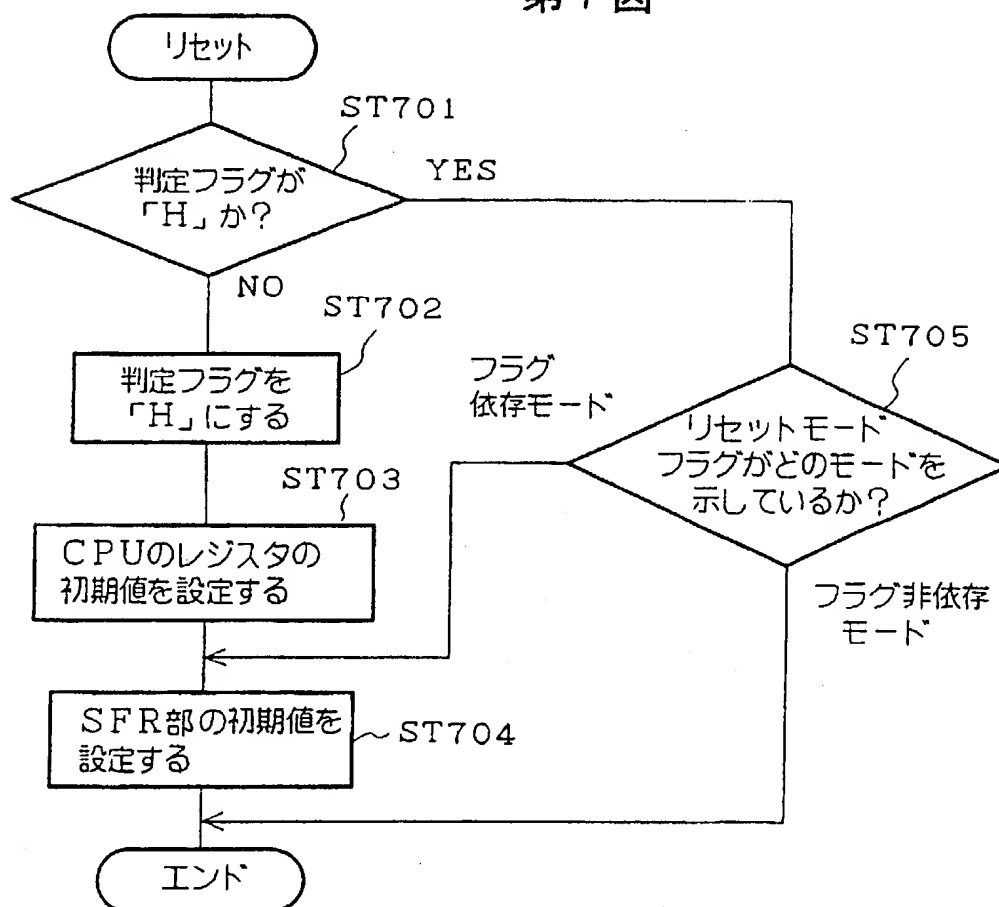 第7図
リセット
ST701
判定フラグが
「H」か?
YES
NO
ST702
判定フラグを
「H」にする
ST703
CPUのレジスタの
初期値を設定する
SFR部の初期値を
設定する
ST704
エンド
フラグ
依存モード
ST705
リセットモード
フラグがどのモードを
示しているか?
フラグ非依存
モード